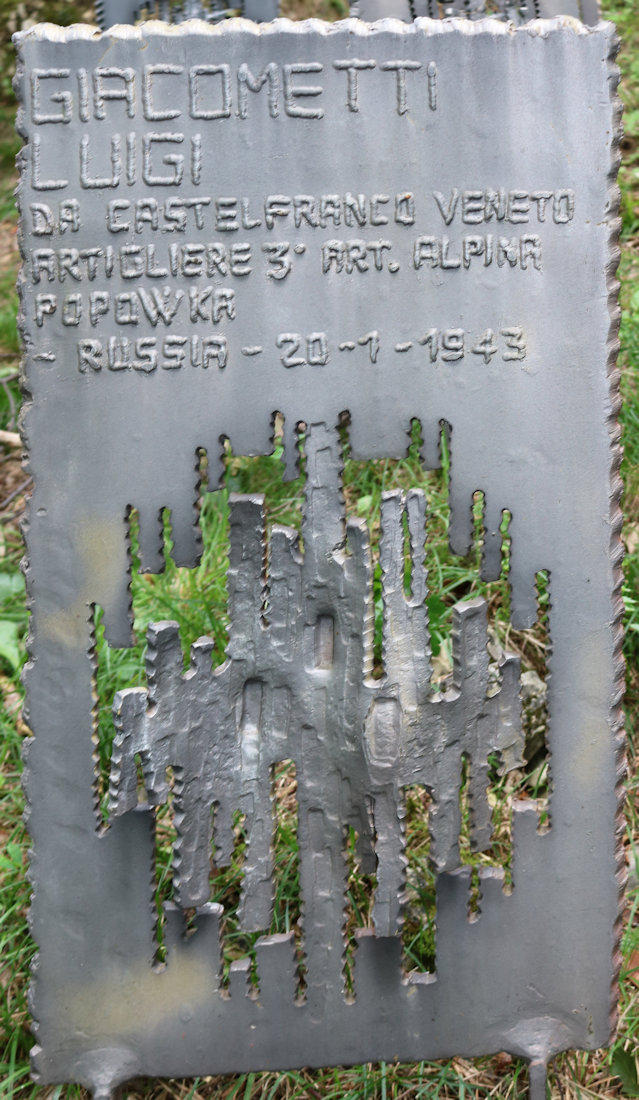 GIACOMETTI
LUIGI
DA CASTELFRANCO VENETO
ARTIGLIERE 3° ART. ALPINA
POPOWKA
- RUSSIA - 20 - 1 - 1943